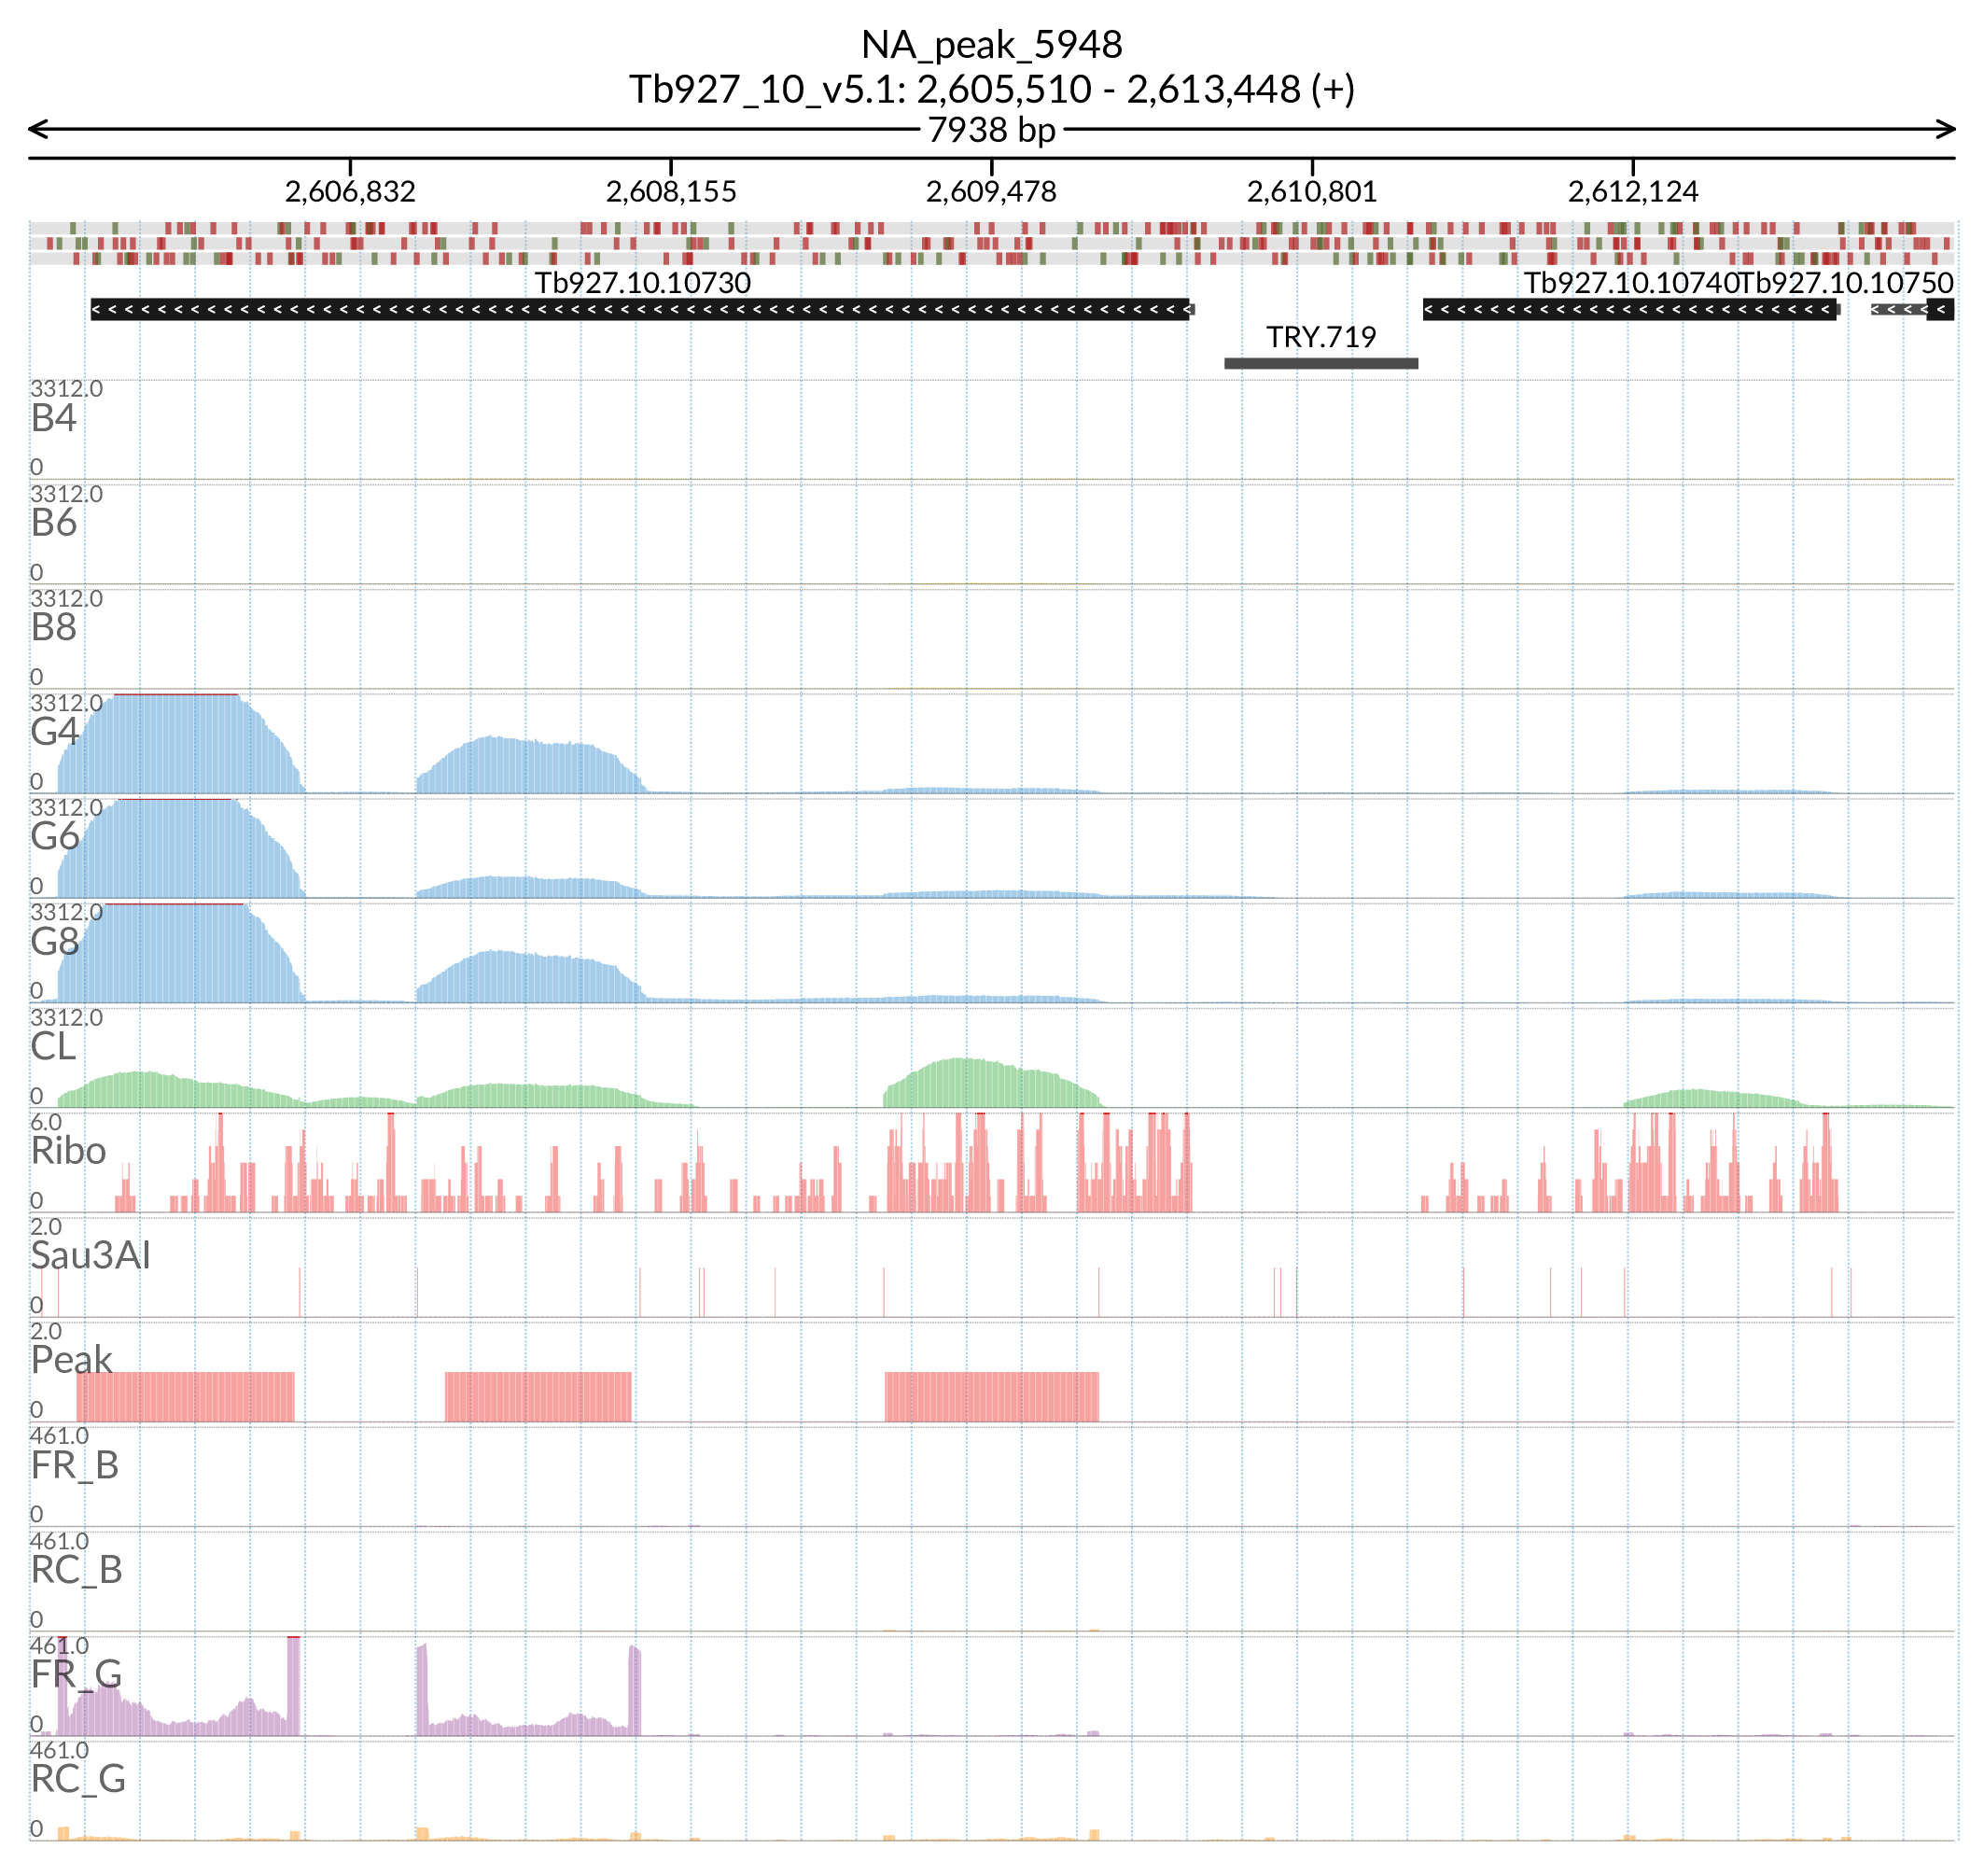 NA_peak_5948
Tb927_10_v5.1: 2,605,510 - 2,613,448 (+)
7938 bp
2,606,832 2,608,155 2,609,478 2,610,801 2,612,124
Tb927.10.10730 Tb927.10.10740 Tb927.10.10750
TRY.719
3312.0
B4
0
3312.0
B6
0
3312.0
B8
0
3312.0
G4
0
3312.0
G6
0
3312.0
G8
0
3312.0
CL
0
6.0
Ribo
0
2.0
Sau3AI
0
2.0
Peak
0
461.0
FR_B
0
461.0
RC_B
0
461.0
FR_G
0
461.0
RC_G
0